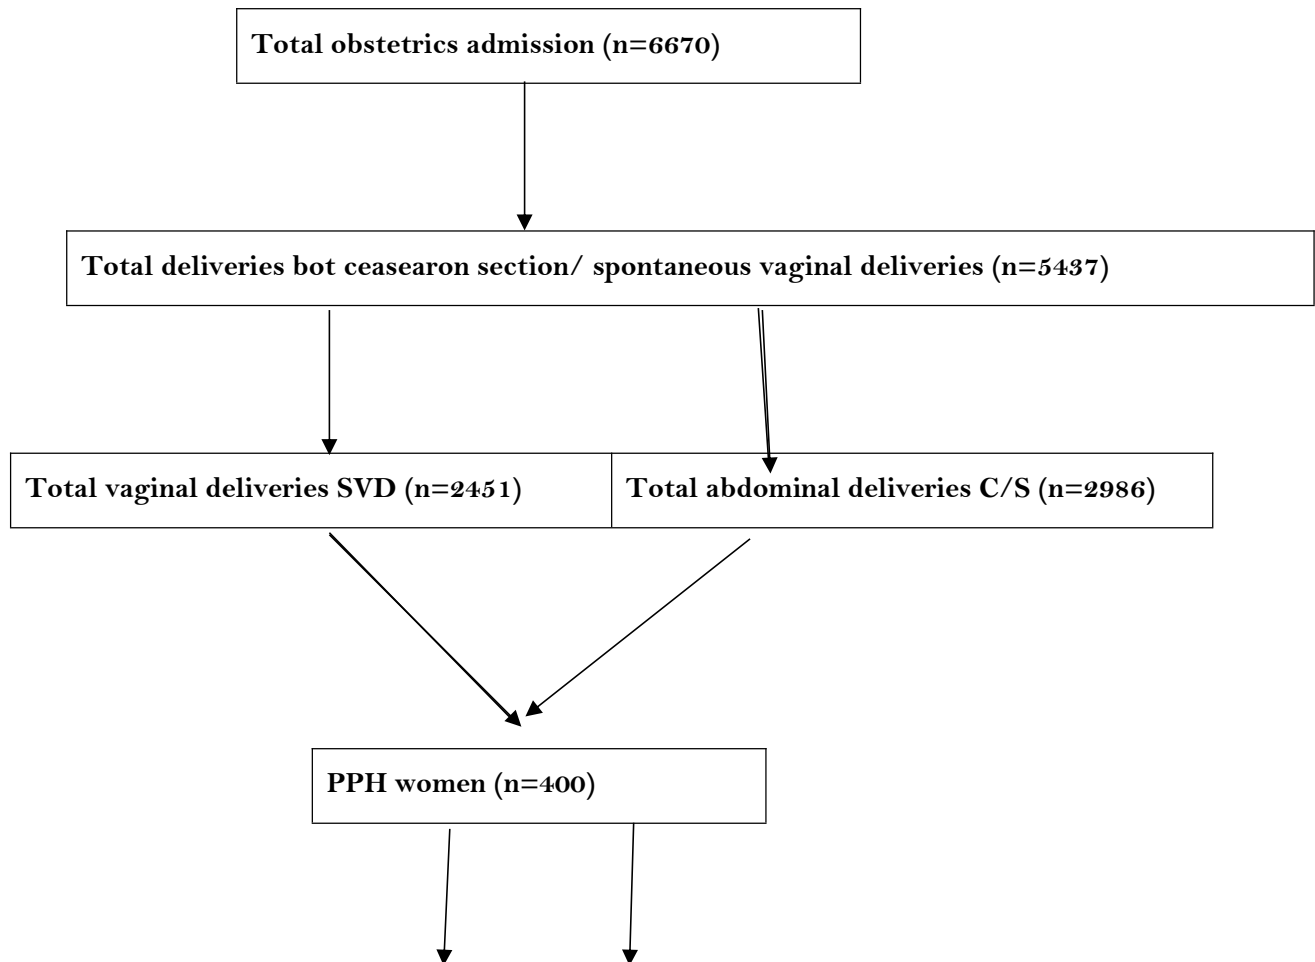 Total obstetrics admission (n=6670)
Total deliveries bot ceasearon section/ spontaneous vaginal deliveries (n=5437)
Total vaginal deliveries SVD (n=2451)
Total abdominal deliveries C/S (n=2986)
PPH women (n=400)